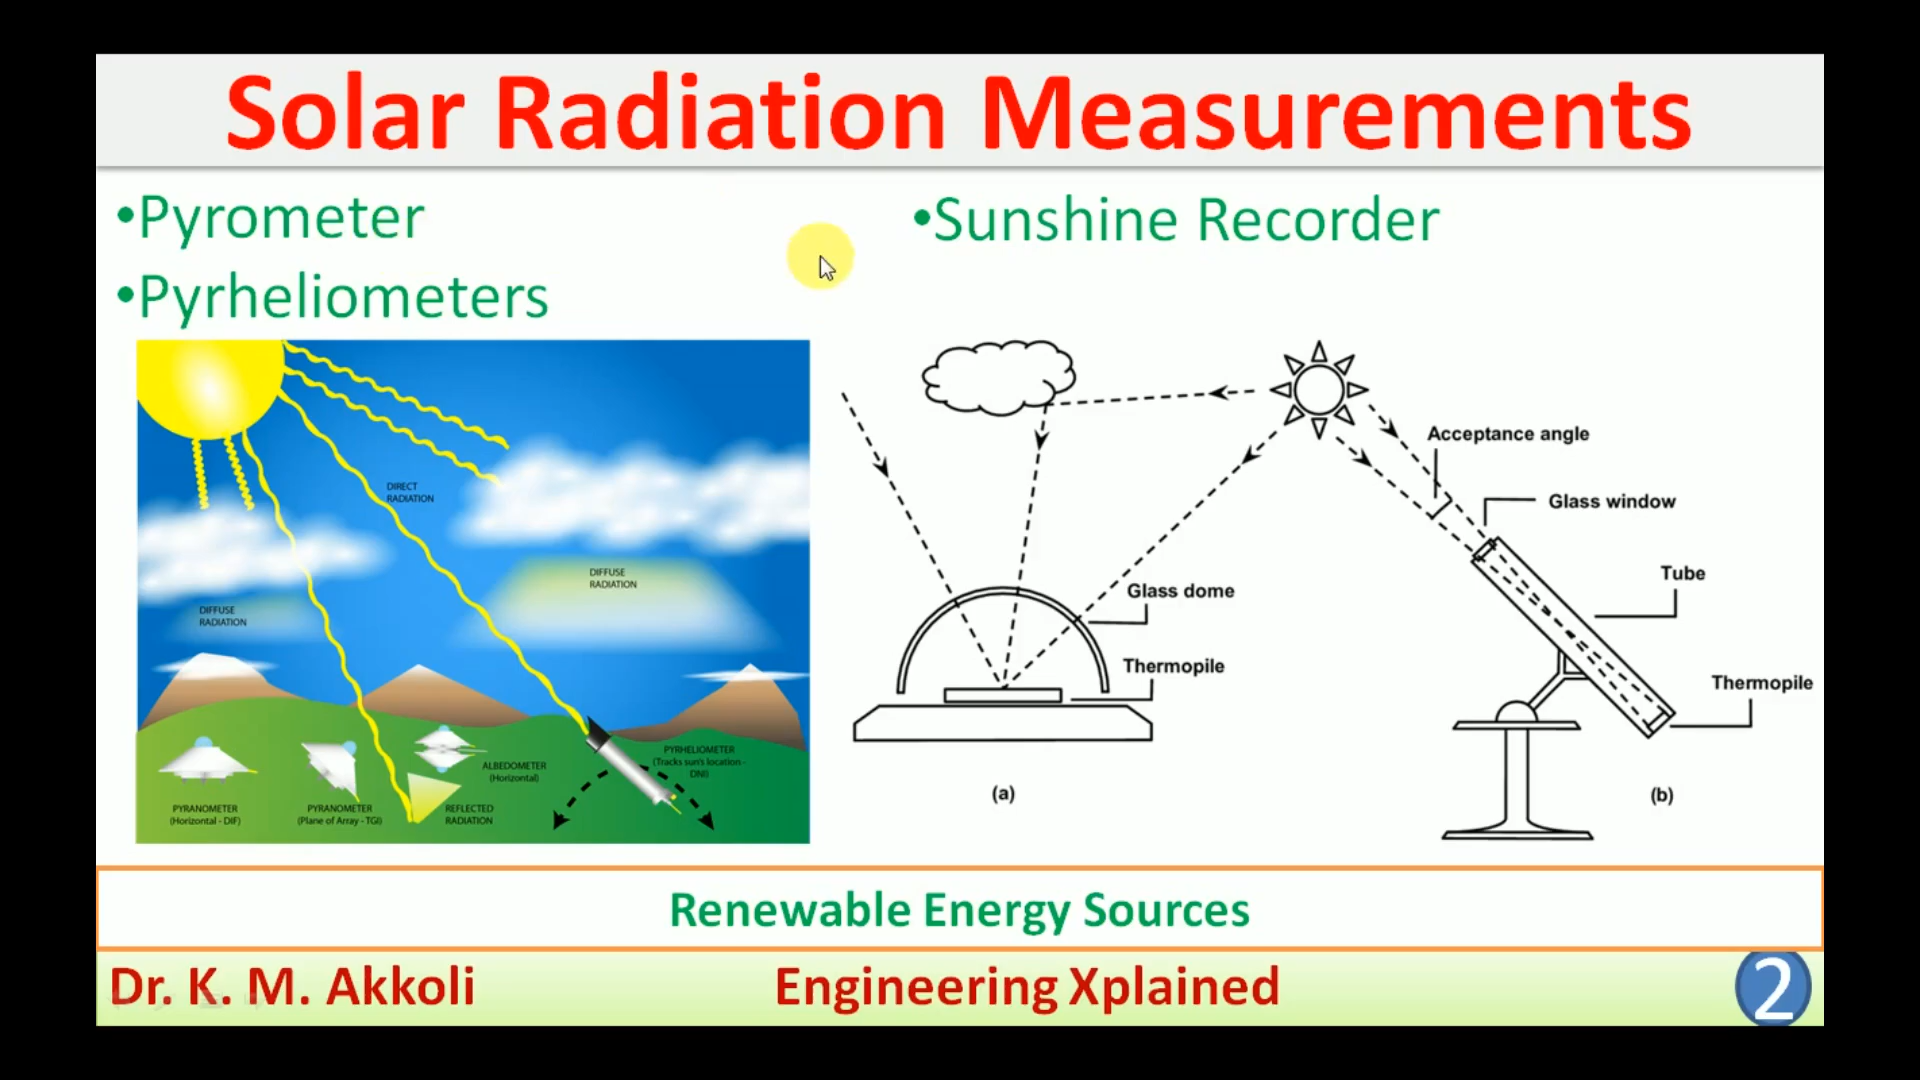 Solar Radiation Measurements
•Pyrometer
•Pyrheliometers
•Sunshine Recorder
DIRECT
RADIATION
DIFFUSE
RADIATION
DIFFUSE
RADIATION
PYRANOMETER
(Horizontal - DIF)
PYRANOMETER
(Plane of Array - TGI)
ALBEDOMETER
(Horizontal)
REFLECTED
RADIATION
PYRHELIOMETER
(Tracks sun's location -
DNI)
Acceptance angle
Glass window
Tube
Thermopile
Glass dome
Thermopile
(a)
(b)
Renewable Energy Sources
Dr. K. M. Akkoli
Engineering Xplained
2